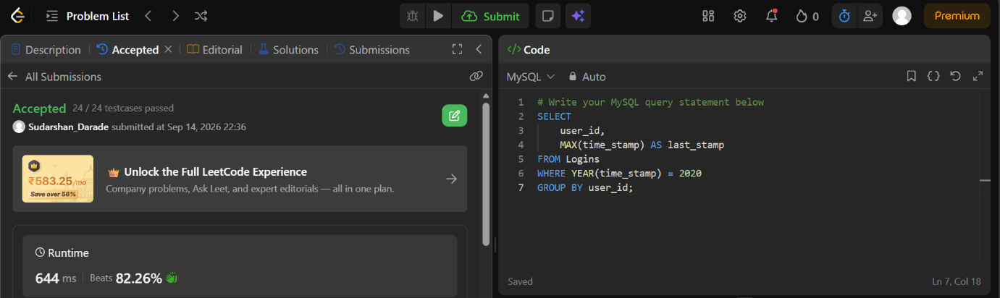 Problem List
Submit
0
Premium
Description
Accepted
Editorial
Solutions
Submissions
All Submissions
Accepted 24 / 24 testcases passed
Sudarshan_Darade submitted at Sep 14, 2026 22:36
₹583.25/mo
Save over 56%
Unlock the Full LeetCode Experience
Company problems, Ask Leet, and expert editorials — all in one plan.
Runtime
644 ms Beats 82.26%
</> Code
MySQL Auto
1 # Write your MySQL query statement below
2 SELECT
3 user_id,
4 MAX(time_stamp) AS last_stamp
5 FROM Logins
6 WHERE YEAR(time_stamp) = 2020
7 GROUP BY user_id;
Saved
Ln 7, Col 18